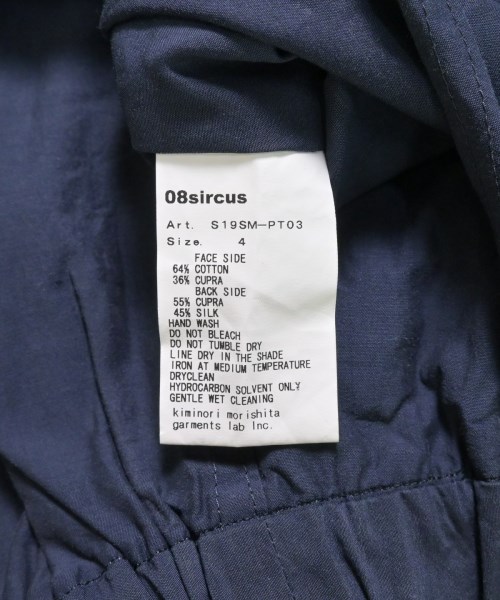 08sircus
Art. S19SM-PT03
Size. 4
FACE SIDE
64% COTTON
36% CUPRA
BACK SIDE
55% CUPRA
45% SILK
HAND WASH
DO NOT BLEACH
DO NOT TUMBLE DRY
LINE DRY IN THE SHADE
IRON AT MEDIUM TEMPERATURE
DRYCLEAN
HYDROCARBON SOLVENT ONLY
GENTLE WET CLEANING
kiminori morishita
garments lab Inc.